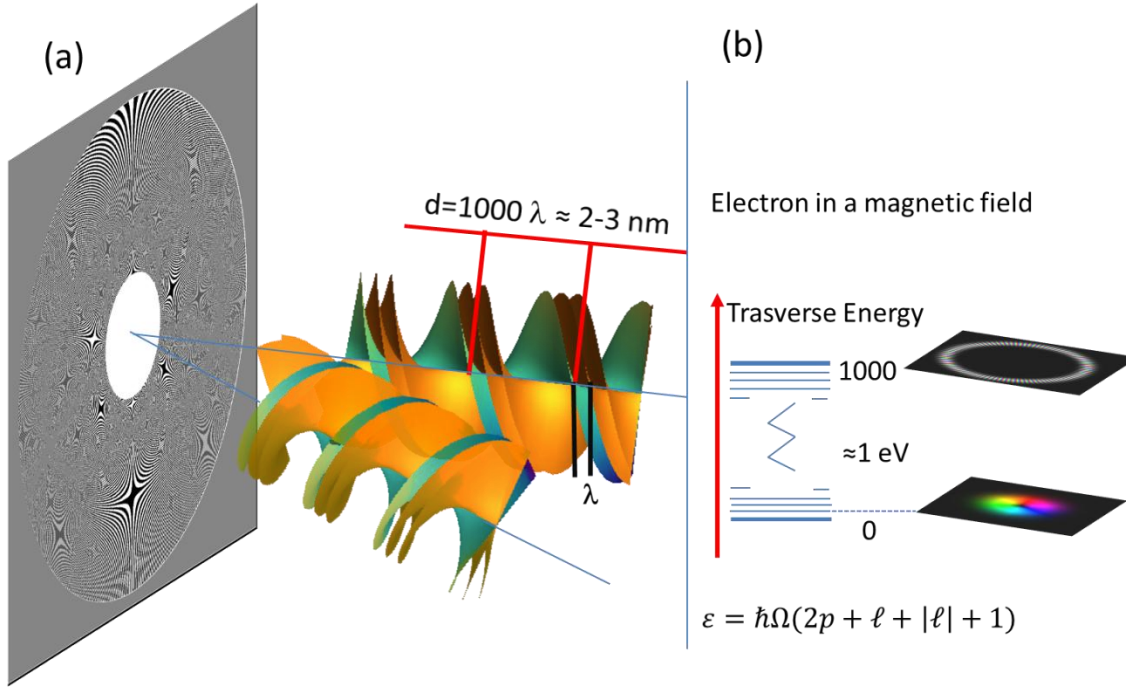 (a)
d=1000 λ ≈ 2-3 nm
λ
(b)
Electron in a magnetic field
Trasverse Energy
1000
≈1 eV
0
ε = ℏΩ(2p + ℓ + |ℓ| + 1)